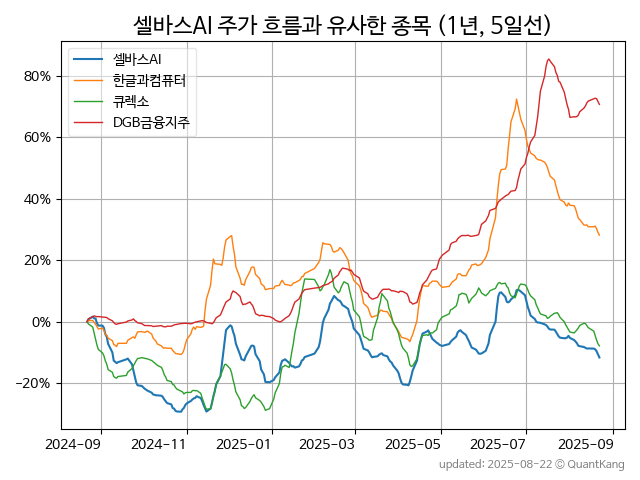 셀바스AI 주가 흐름과 유사한 종목 (1년, 5일선)
셀바스AI
한글과컴퓨터
큐렉소
DGB금융지주
80%
60%
40%
20%
0%
−20%
2024-09 2024-11 2025-01 2025-03 2025-05 2025-07 2025-09
updated: 2025-08-22 © QuantKang